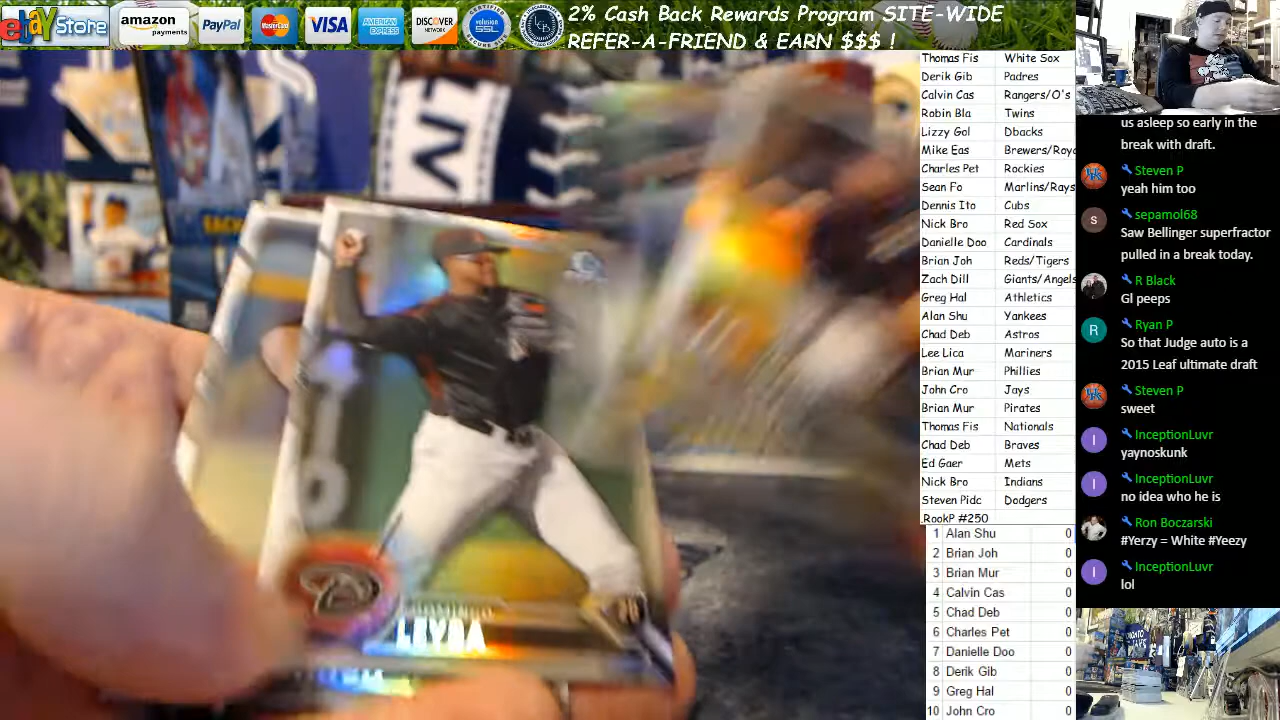 ebay Store
amazon
payments
PayPal
MasterCard
VISA
AMERICAN
EXPRESS
DISCOVER
NETWORK
CERTIFIED
volusion
SSL
2% Cash Back Rewards Program SITE-WIDE
REFER-A-FRIEND & EARN $$$ !
LEYBA
Thomas Fis White Sox
Derik Gib Padres
Calvin Cas Rangers/O's
Robin Bla Twins
Lizzy Gol Dbacks
Mike Eas Brewers/Roya
Charles Pet Rockies
Sean Fo Marlins/Rays
Dennis Ito Cubs
Nick Bro Red Sox
Danielle Doo Cardinals
Brian Joh Reds/Tigers
Zach Dill Giants/Angels
Greg Hal Athletics
Alan Shu Yankees
Chad Deb Astros
Lee Lica Mariners
Brian Mur Phillies
John Cro Jays
Brian Mur Pirates
Thomas Fis Nationals
Chad Deb Braves
Ed Gaer Mets
Nick Bro Indians
Steven Pidc Dodgers
.RookP #250
1 Alan Shu 0
2 Brian Joh 0
3 Brian Mur 0
4 Calvin Cas 0
5 Chad Deb 0
6 Charles Pet 0
7 Danielle Doo 0
8 Derik Gib 0
9 Greg Hal 0
10 John Cro 0
us asleep so early in the
break with draft.
Steven P
yeah him too
s
sepamol68
Saw Bellinger superfractor
pulled in a break today.
R Black
Gl peeps
R
Ryan P
So that Judge auto is a
2015 Leaf ultimate draft
Steven P
sweet
I
InceptionLuvr
yaynoskunk
I
InceptionLuvr
no idea who he is
Ron Boczarski
#Yerzy = White #Yeezy
I
InceptionLuvr
lol